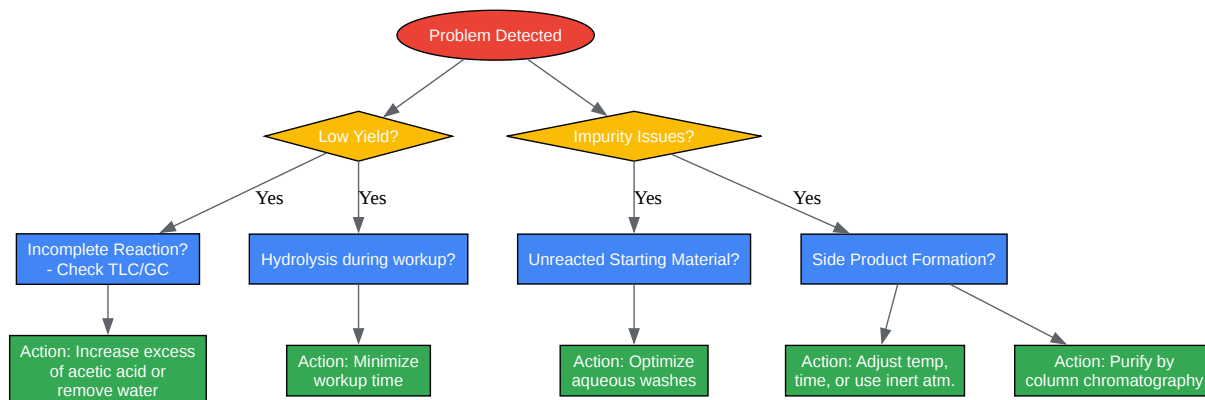 Problem Detected
Low Yield?
Impurity Issues?
Yes
Yes
Yes
Yes
Incomplete Reaction?
- Check TLC/GC
Hydrolysis during workup?
Unreacted Starting Material?
Side Product Formation?
Action: Increase excess
of acetic acid or
remove water
Action: Minimize
workup time
Action: Optimize
aqueous washes
Action: Adjust temp,
time, or use inert atm.
Action: Purify by
column chromatography